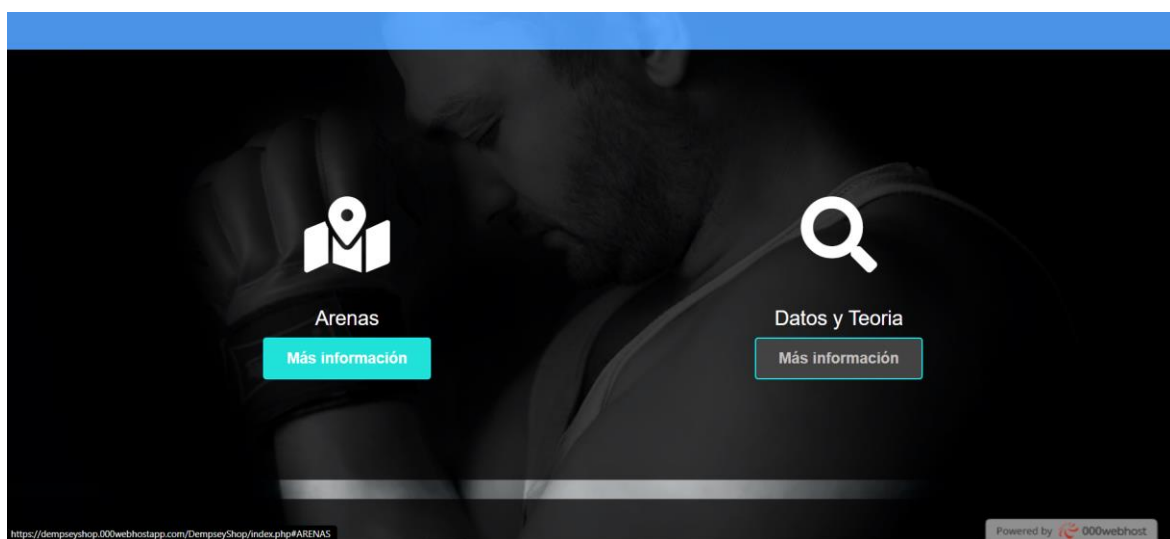 Arenas
Datos y Teoria
Más información
Más información
https://dempseyshop.000webhostapp.com/DempseyShop/index.php#ARENAS
Powered by 000webhost